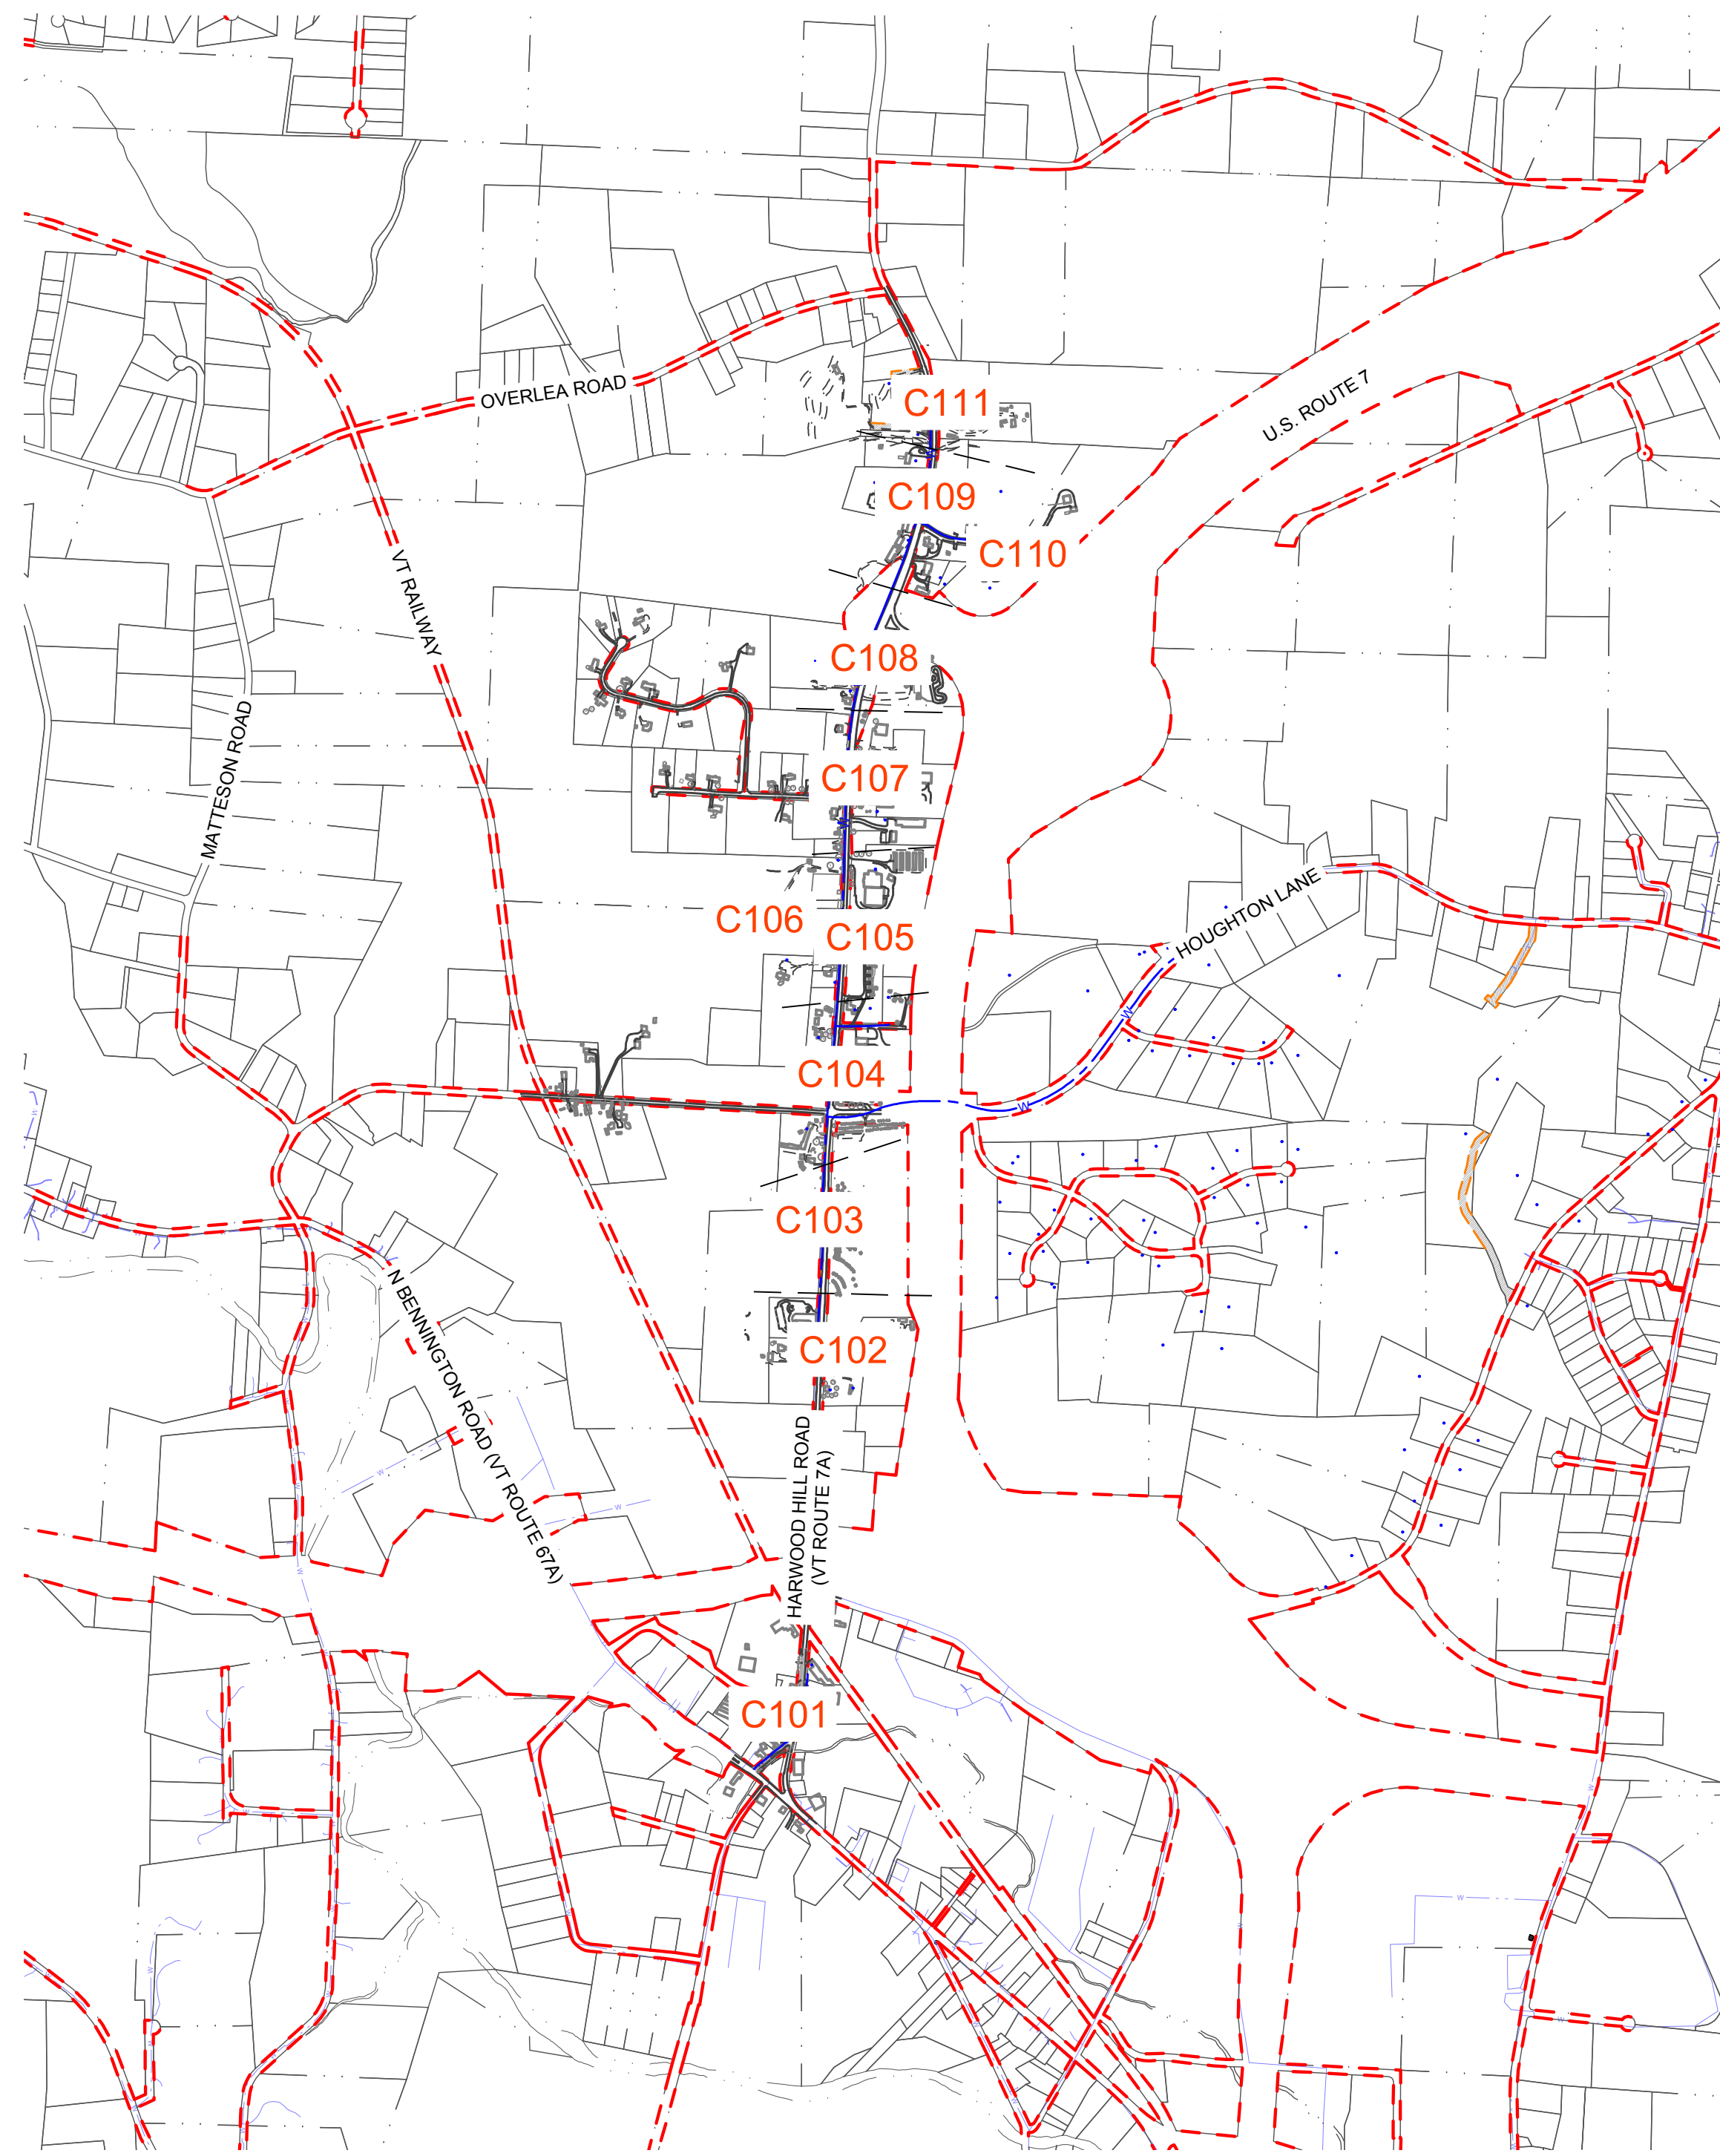 OVERLEA ROAD
C111
U.S. ROUTE 7
C109
C110
VT RAILWAY
C108
MATTESON ROAD
C107
W
HOUGHTON LANE
C106
C105
W
C104
W
C103
N BENNINGTON ROAD (VT ROUTE 67A)
C102
HARWOOD HILL ROAD
(VT ROUTE 7A)
W
C101
W
W